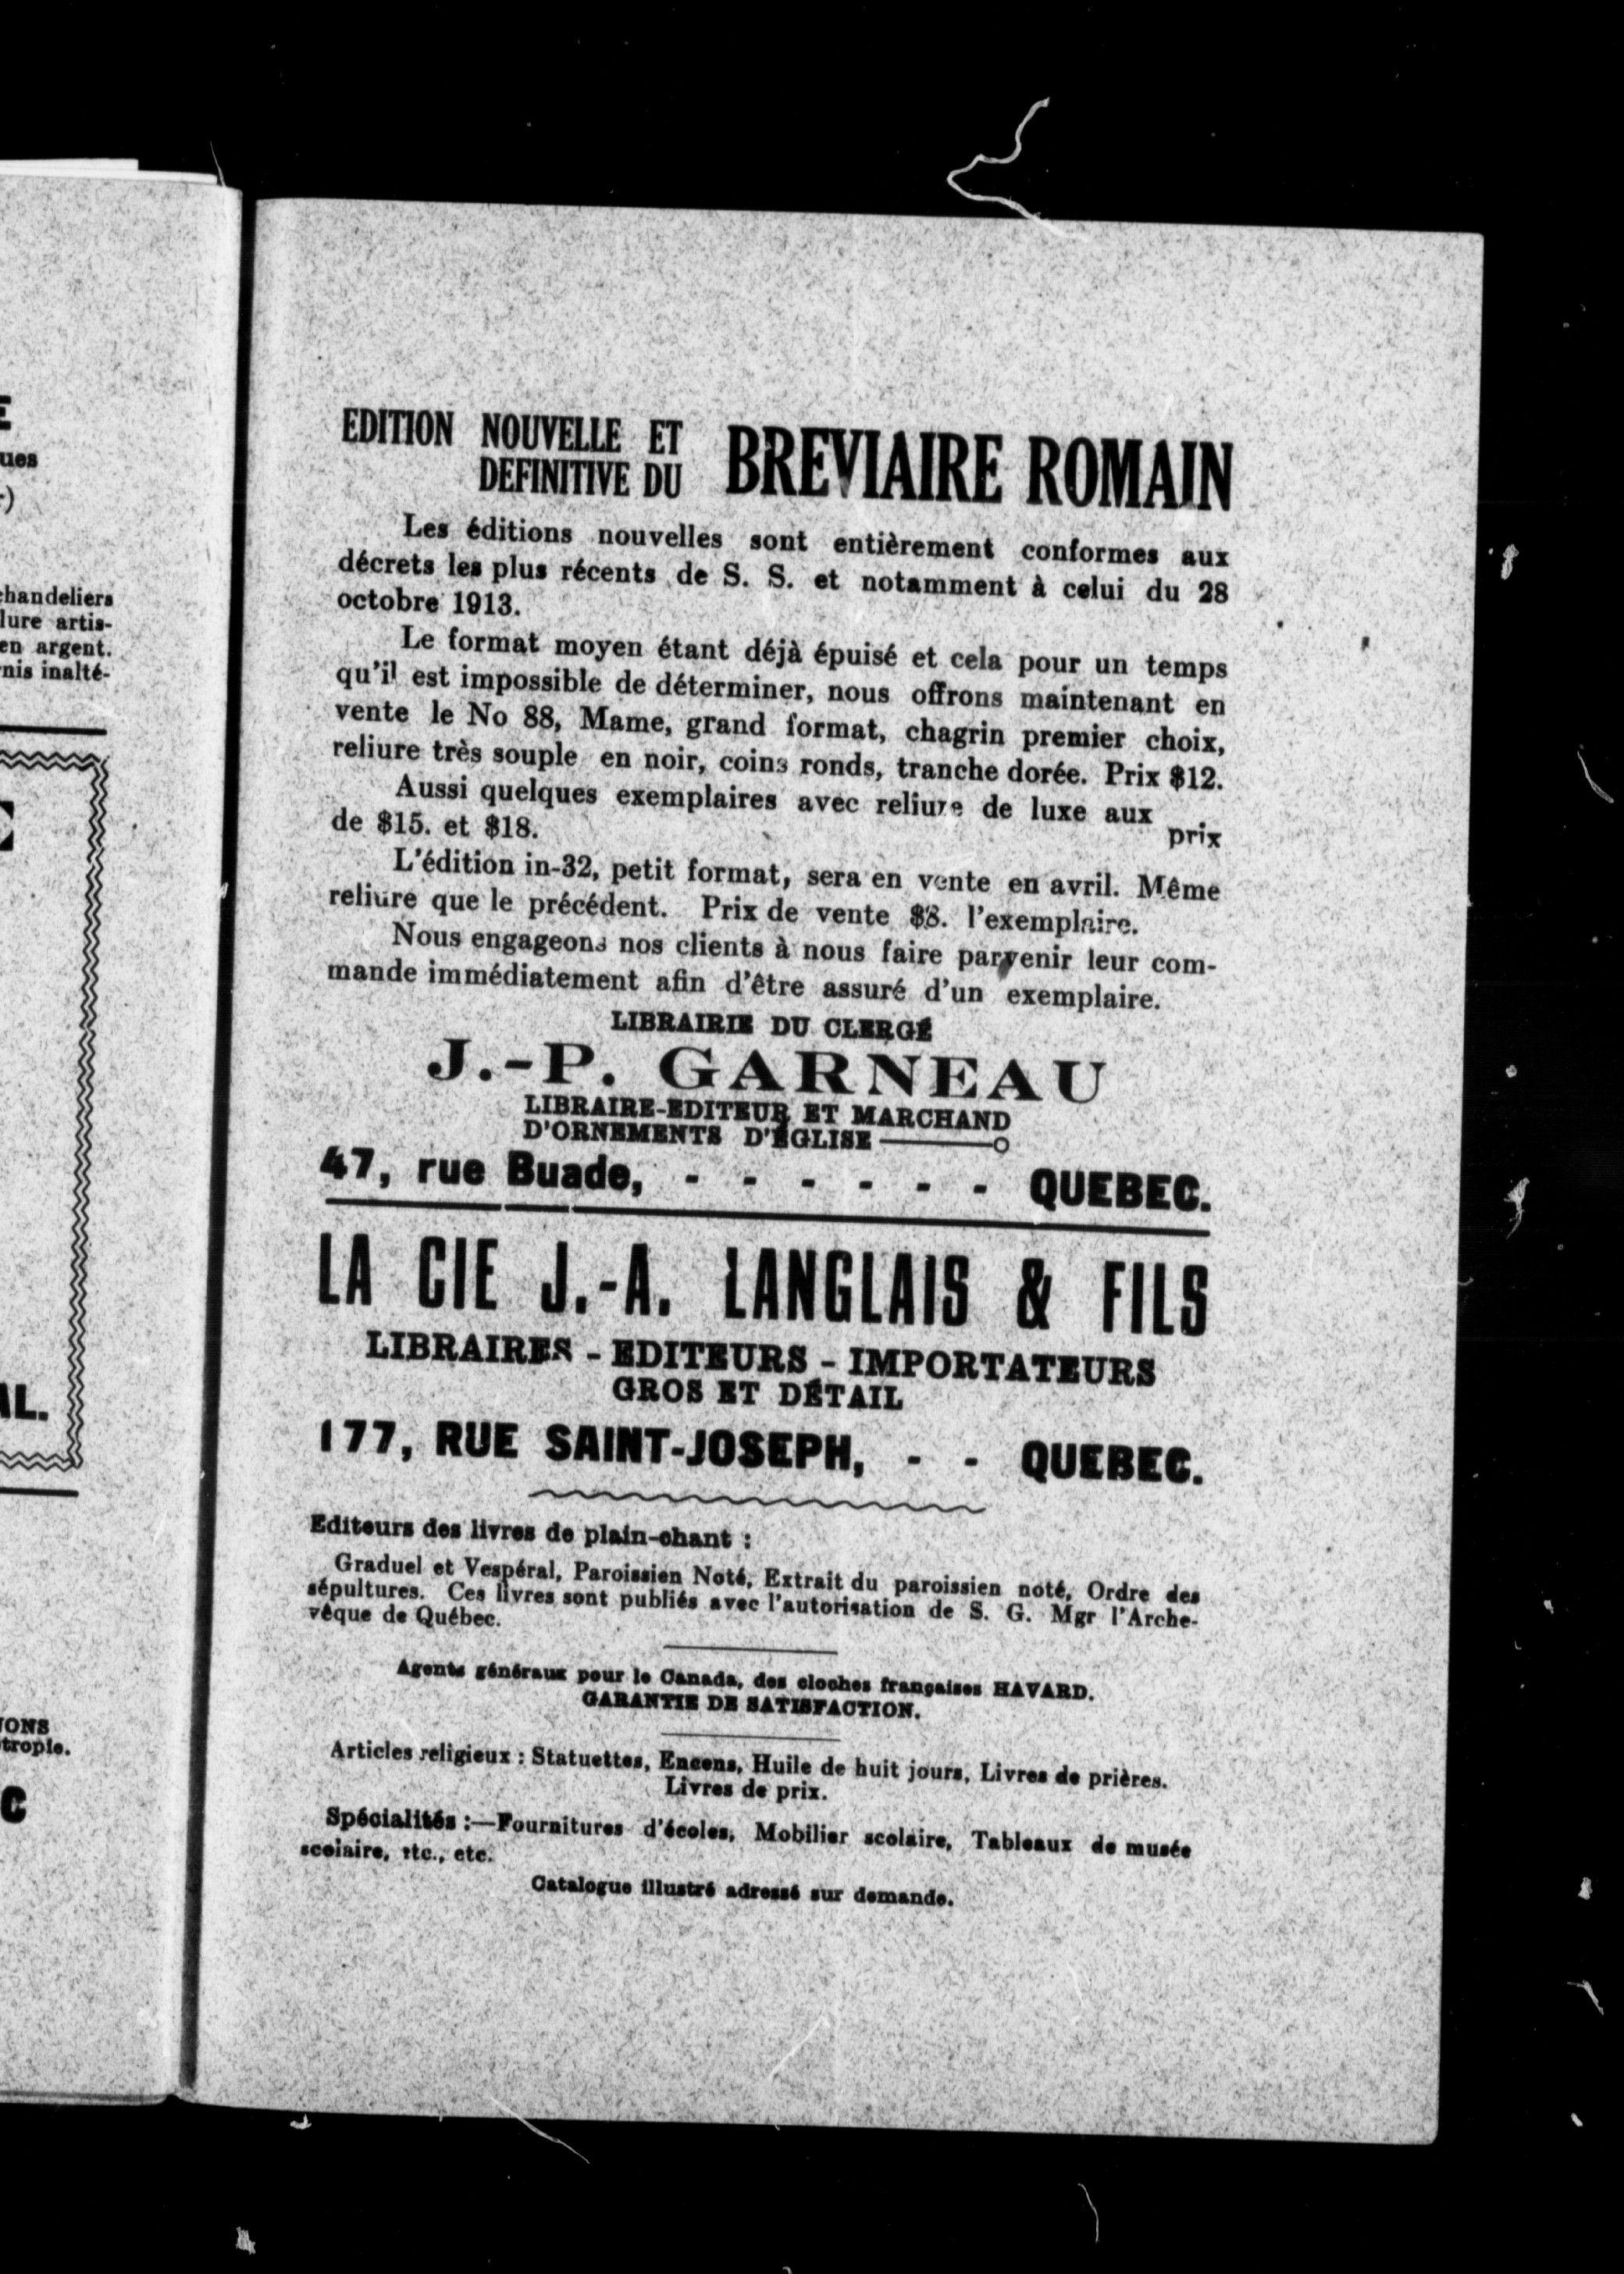 EDITION NOUVELLE ET
DEFINITIVE DU BREVIAIRE ROMAIN
Les éditions nouvelles sont entièrement conformes aux
décrets les plus récents de S. S. et notamment à celui du 28
octobre 1913.
Le format moyen étant déjà épuisé et cela pour un temps
qu'il est impossible de déterminer, nous offrons maintenant en
vente le No 88, Mame, grand format, chagrin premier choix,
reliure très souple en noir, coins ronds, tranche dorée. Prix $12.
Aussi quelques exemplaires avec reliure de luxe aux prix
de $15. et $18.
L'édition in-32, petit format, sera en vente en avril. Même
reliure que le précédent. Prix de vente $8. l'exemplaire.
Nous engageons nos clients à nous faire parvenir leur com-
mande immédiatement afin d'être assuré d'un exemplaire.
LIBRAIRIE DU CLERGÉ
J.-P. GARNEAU
LIBRAIRE-EDITEUR ET MARCHAND
D'ORNEMENTS D'ÉGLISE
47, rue Buade, - - - - - - QUEBEC.
LA CIE J.-A. LANGLAIS & FILS
LIBRAIRES - EDITEURS - IMPORTATEURS
GROS ET DÉTAIL
177, RUE SAINT-JOSEPH, - - QUEBEC.
Editeurs des livres de plain-chant :
Graduel et Vespéral, Paroissien Noté, Extrait du paroissien noté, Ordre des
sépultures. Ces livres sont publiés avec l'autorisation de S. G. Mgr l'Arche-
vêque de Québec.
Agents généraux pour le Canada, des cloches françaises HAVARD.
GARANTIE DE SATISFACTION.
Articles religieux : Statuettes, Encens, Huile de huit jours, Livres de prières.
Livres de prix.
Spécialités :—Fournitures d'écoles, Mobilier scolaire, Tableaux de musée
scolaire, etc., etc.
Catalogue illustré adressé sur demande.
ues
handeliers
lure artis-
en argent.
nis inalté-
AL.
IONS
trople.
C